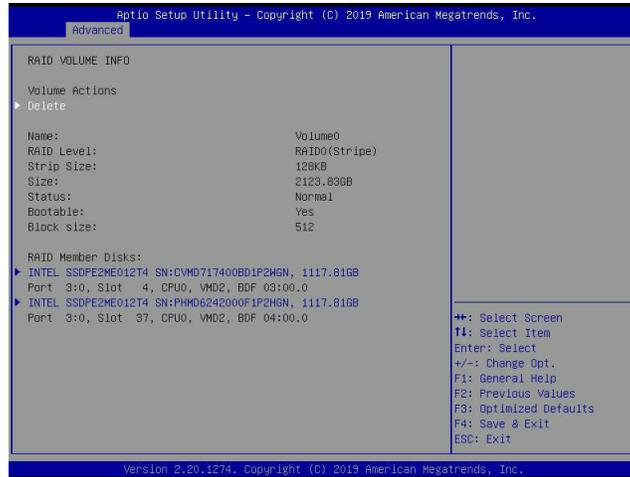 Aptio Setup Utility – Copyright (C) 2019 American Megatrends, Inc.
Advanced
RAID VOLUME INFO
Volume Actions
Delete
Name: Volume0
RAID Level: RAID0(Stripe)
Strip Size: 128KB
Size: 2123.83GB
Status: Normal
Bootable: Yes
Block size: 512
RAID Member Disks:
INTEL SSDPE2ME012T4 SN:CVMD717400BD1P2WGN, 1117.81GB
Port 3:0, Slot 4, CPU0, VMD2, BDF 03:00.0
INTEL SSDPE2ME012T4 SN:PHMD6242000F1P2HGN, 1117.81GB
Port 3:0, Slot 37, CPU0, VMD2, BDF 04:00.0
→←: Select Screen
↑↓: Select Item
Enter: Select
+/-: Change Opt.
F1: General Help
F2: Previous Values
F3: Optimized Defaults
F4: Save & Exit
ESC: Exit
Version 2.20.1274. Copyright (C) 2019 American Megatrends, Inc.